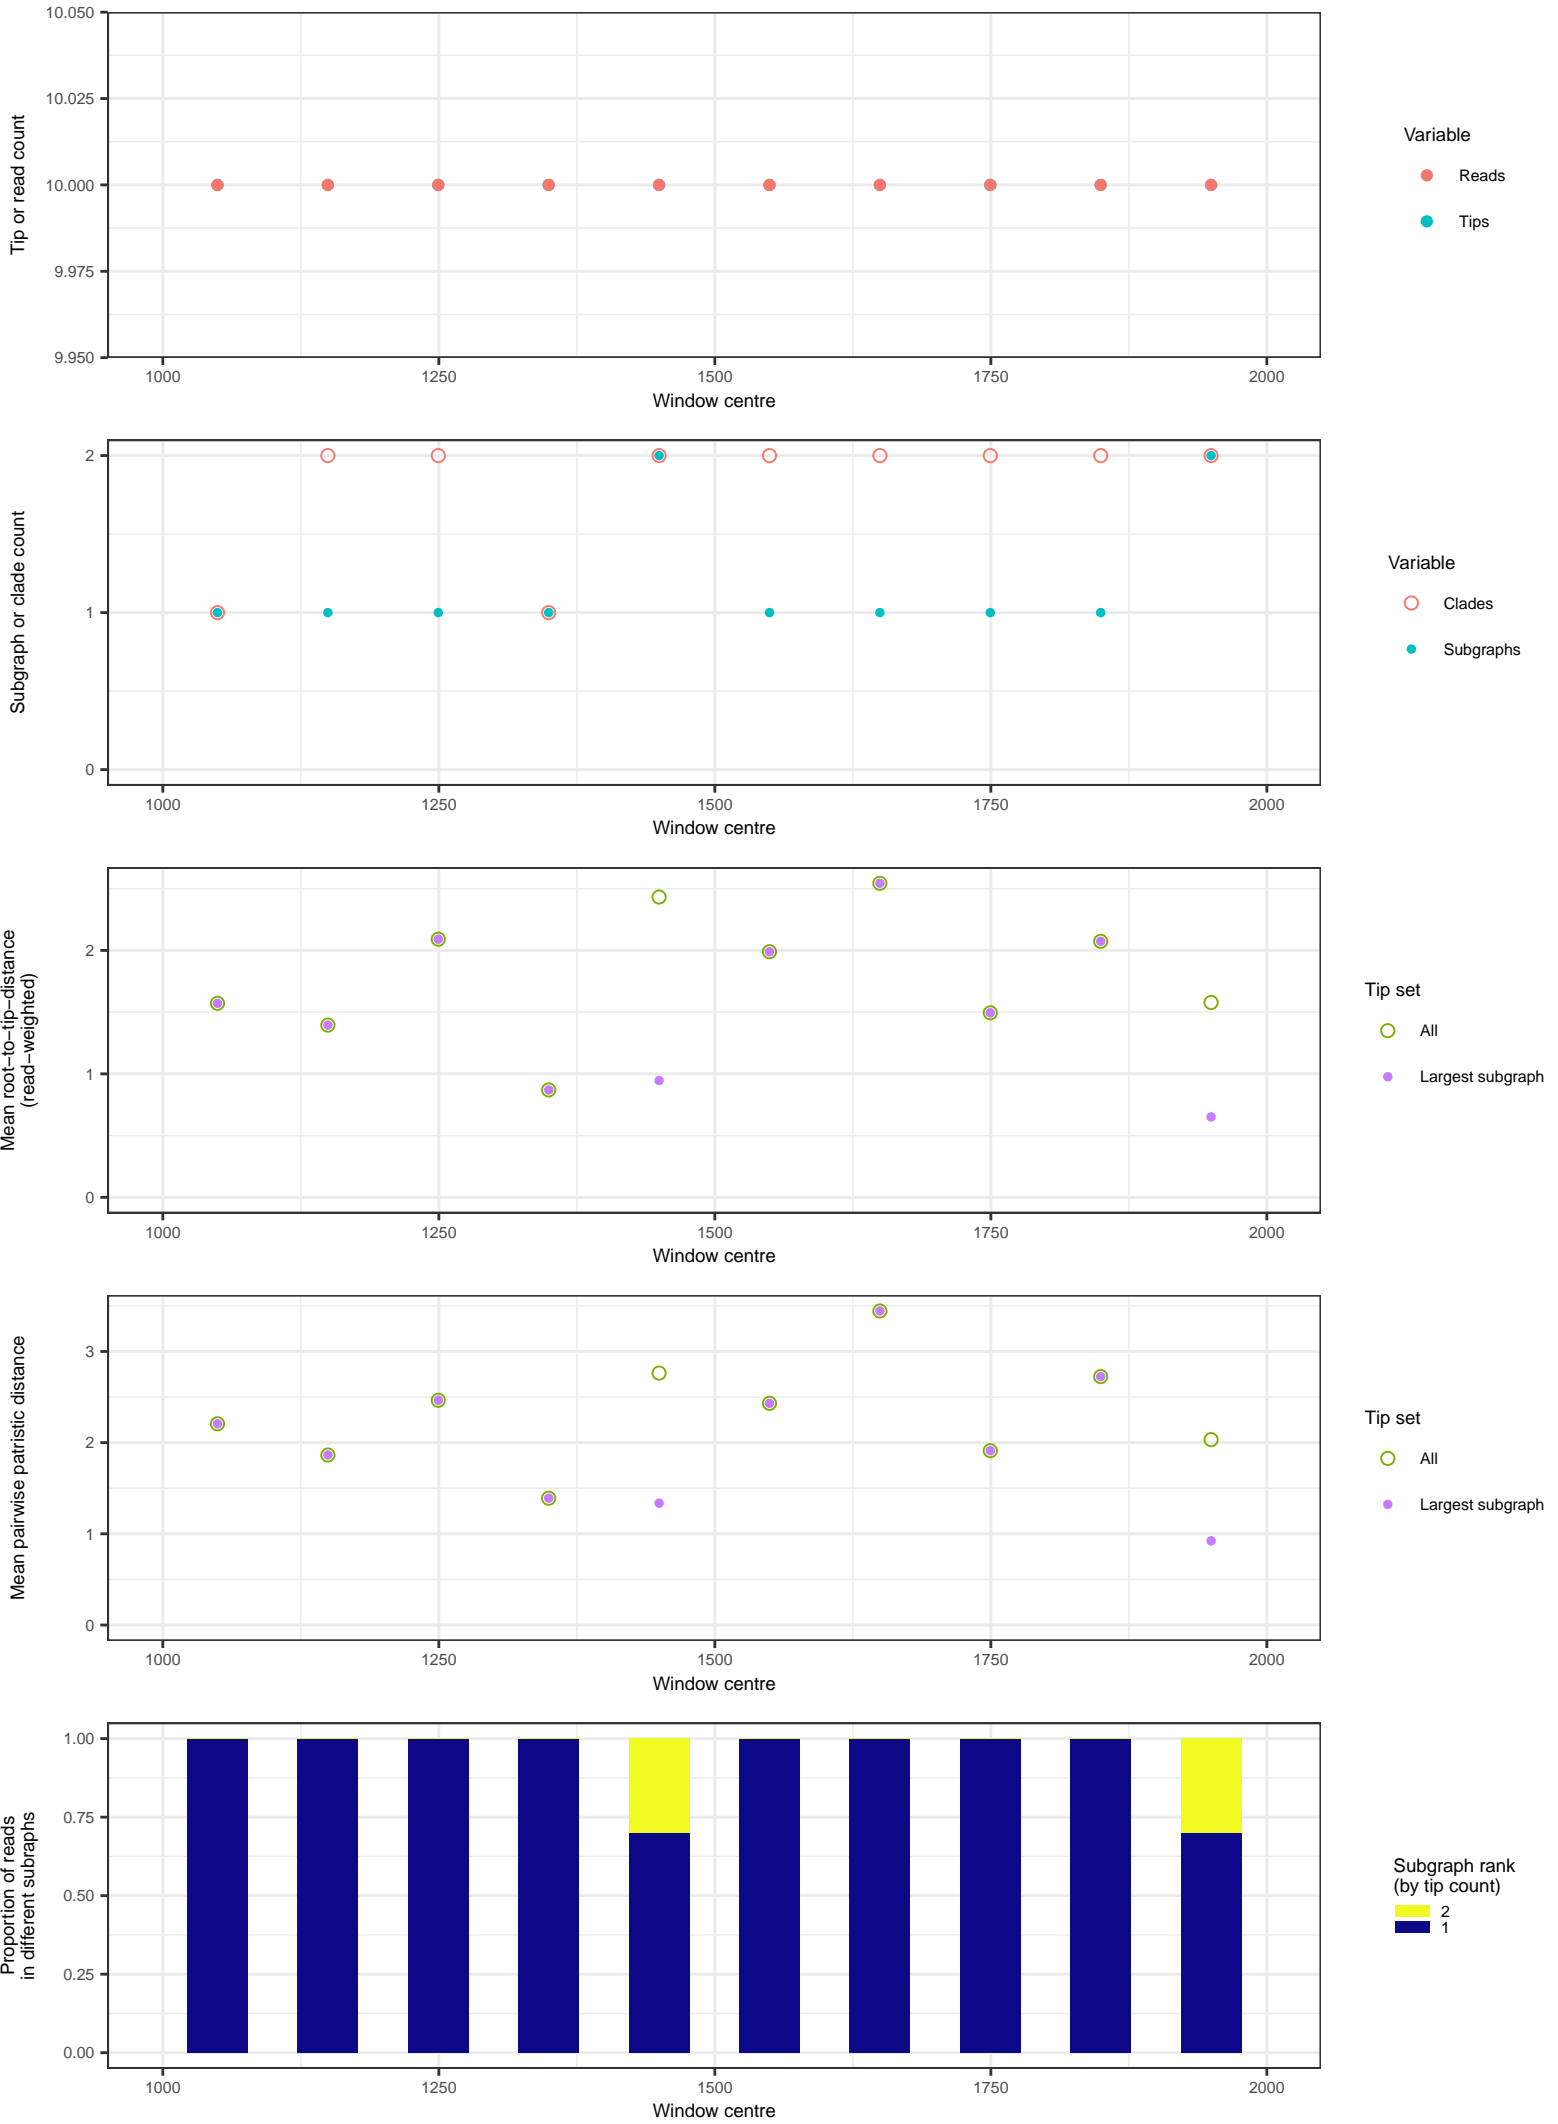 10.050
10.025
10.000
9.975
9.950
Tip or read count
1000 1250 1500 1750 2000
Window centre
Variable
Reads
Tips
2
1
0
Subgraph or clade count
1000 1250 1500 1750 2000
Window centre
Variable
Clades
Subgraphs
2
1
0
Mean root−to−tip−distance
(read−weighted)
1000 1250 1500 1750 2000
Window centre
Tip set
All
Largest subgraph
3
2
1
0
Mean pairwise patristic distance
1000 1250 1500 1750 2000
Window centre
Tip set
All
Largest subgraph
1.00
0.75
0.50
0.25
0.00
Proportion of reads
in different subraphs
1000 1250 1500 1750 2000
Window centre
Subgraph rank
(by tip count)
2
1